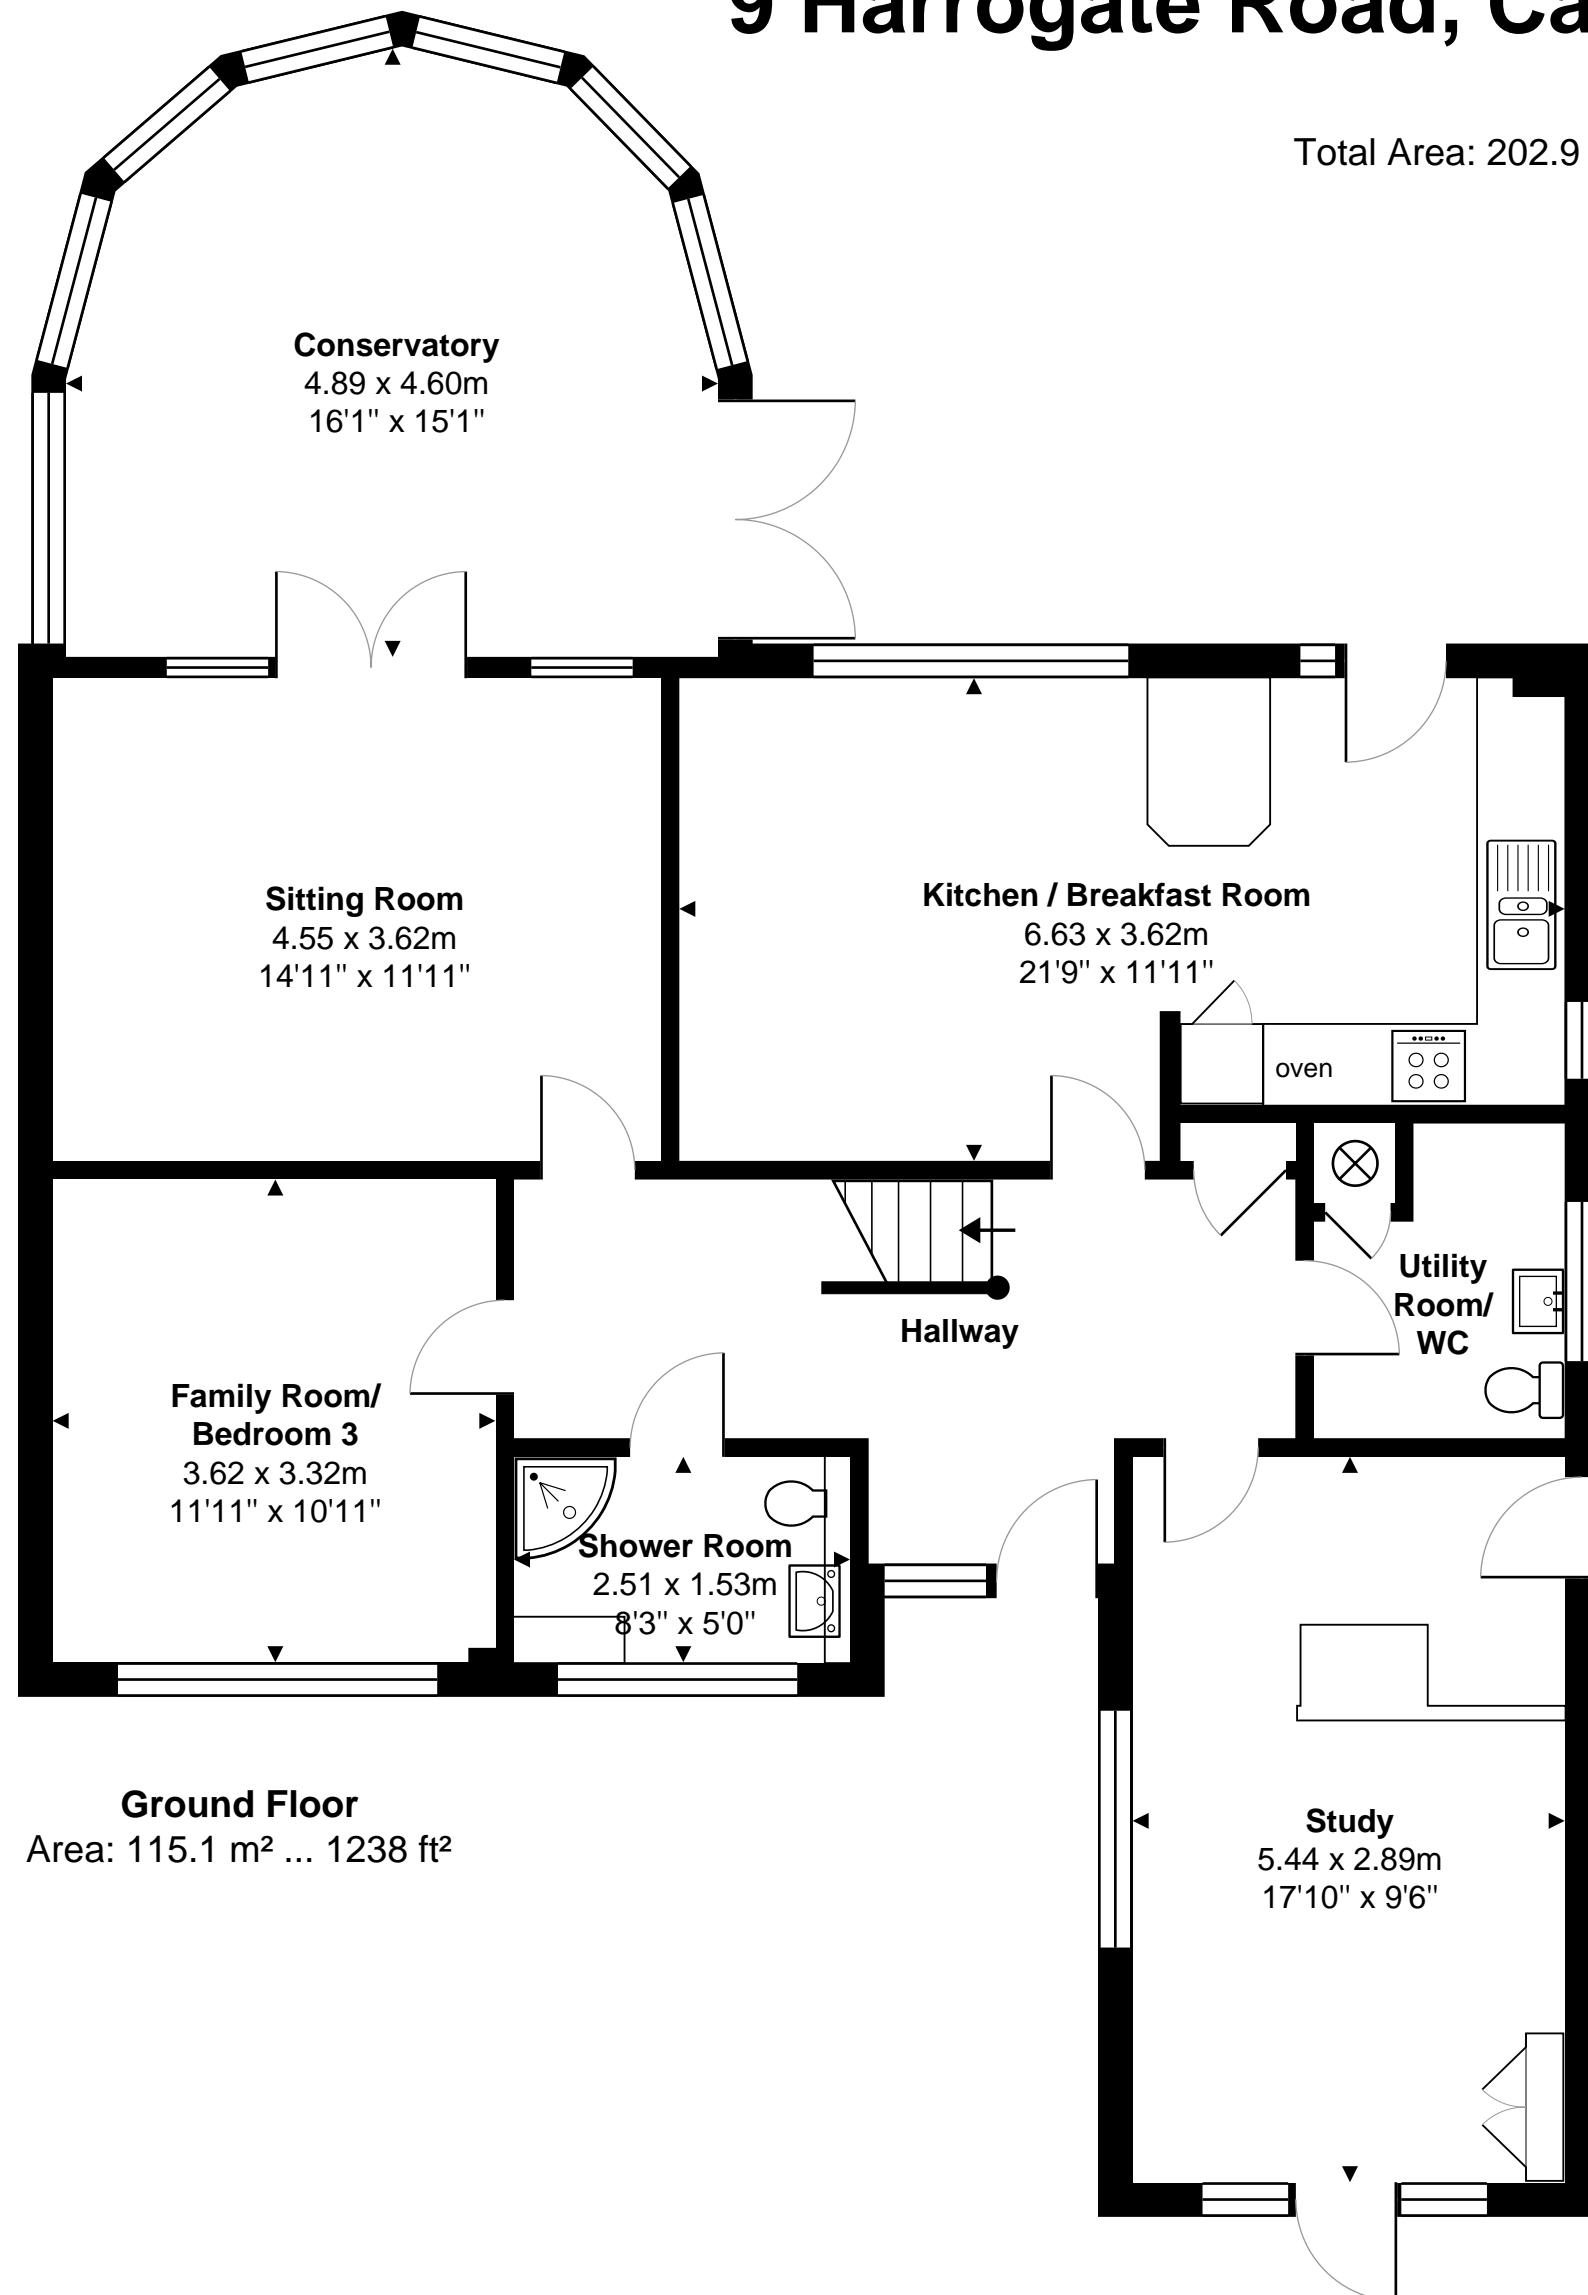 9 Harrogate Road, Ca
Total Area: 202.9
Conservatory
4.89 x 4.60m
16'1" x 15'1"
Sitting Room
4.55 x 3.62m
14'11" x 11'11"
Kitchen / Breakfast Room
6.63 x 3.62m
21'9" x 11'11"
oven
Utility
Room/
WC
Hallway
Family Room/
Bedroom 3
3.62 x 3.32m
11'11" x 10'11"
Shower Room
2.51 x 1.53m
8'3" x 5'0"
Ground Floor
Area: 115.1 m² ... 1238 ft²
Study
5.44 x 2.89m
17'10" x 9'6"